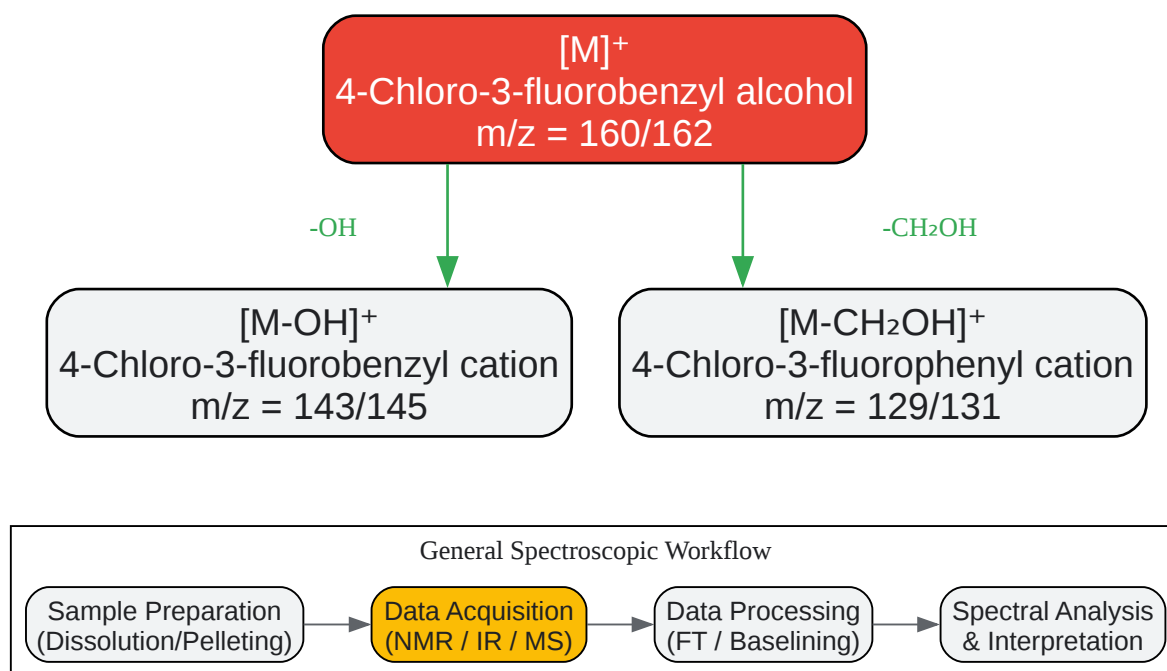 [M]⁺
4-Chloro-3-fluorobenzyl alcohol
m/z = 160/162
-OH
-CH₂OH
[M-OH]⁺
4-Chloro-3-fluorobenzyl cation
m/z = 143/145
[M-CH₂OH]⁺
4-Chloro-3-fluorophenyl cation
m/z = 129/131
General Spectroscopic Workflow
Sample Preparation
(Dissolution/Pelleting)
Data Acquisition
(NMR / IR / MS)
Data Processing
(FT / Baselining)
Spectral Analysis
& Interpretation